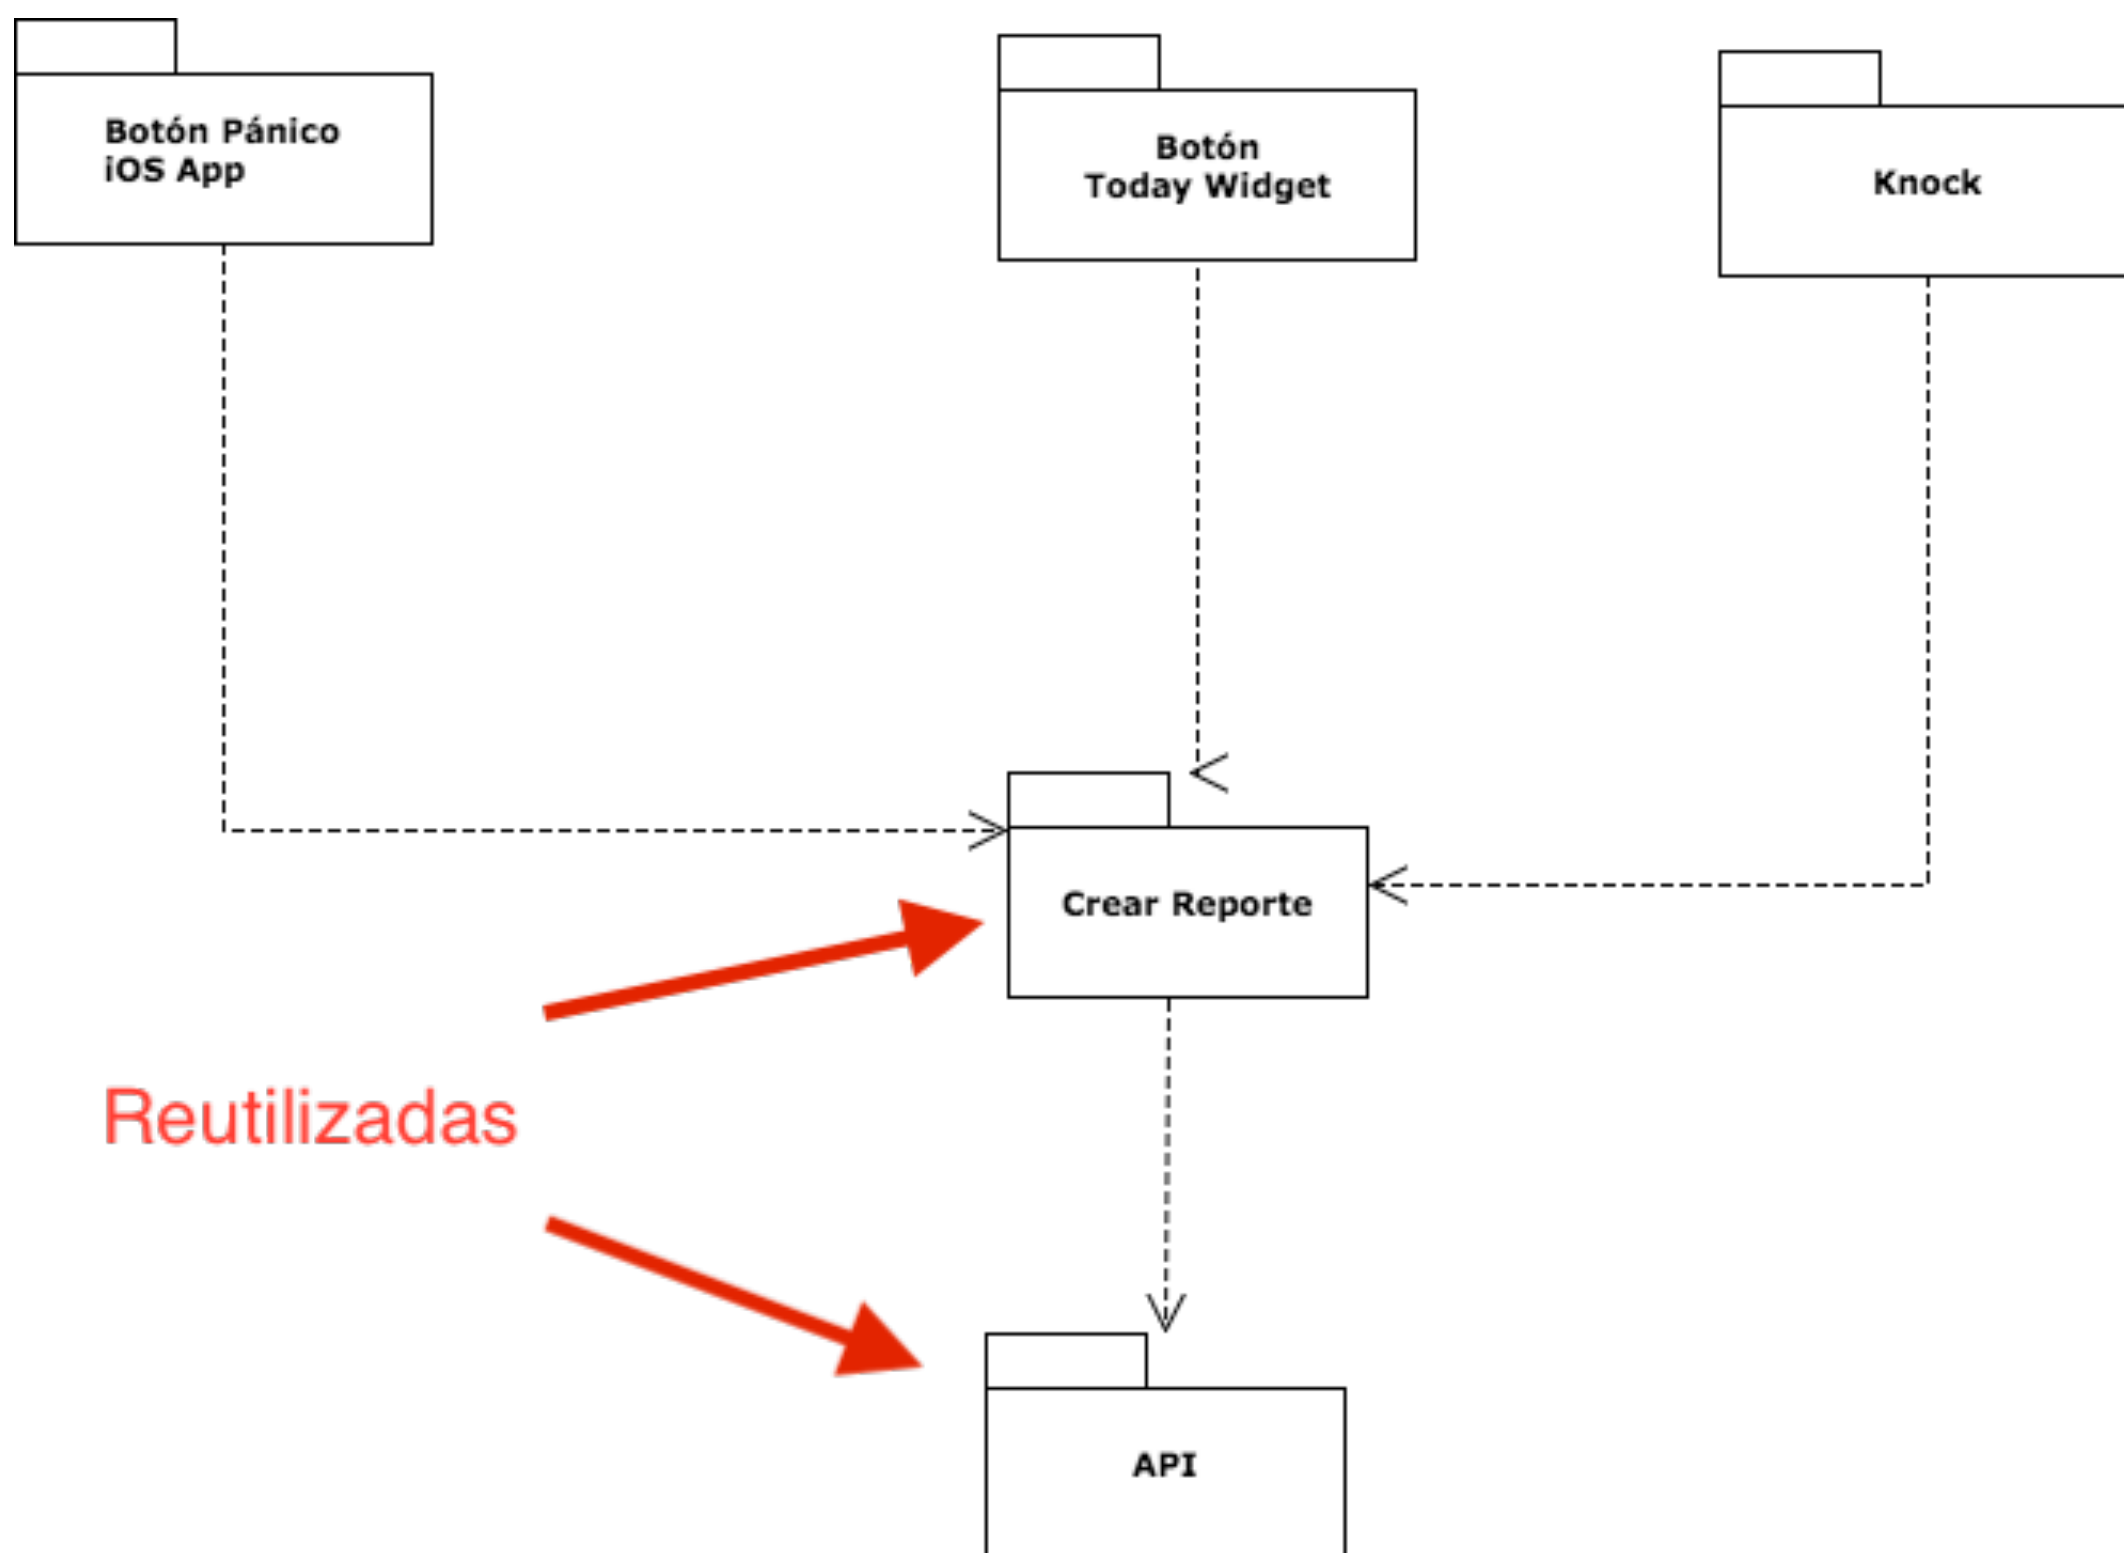 Botón Pánico
iOS App
Botón
Today Widget
Knock
Crear Reporte
Reutilizadas
API